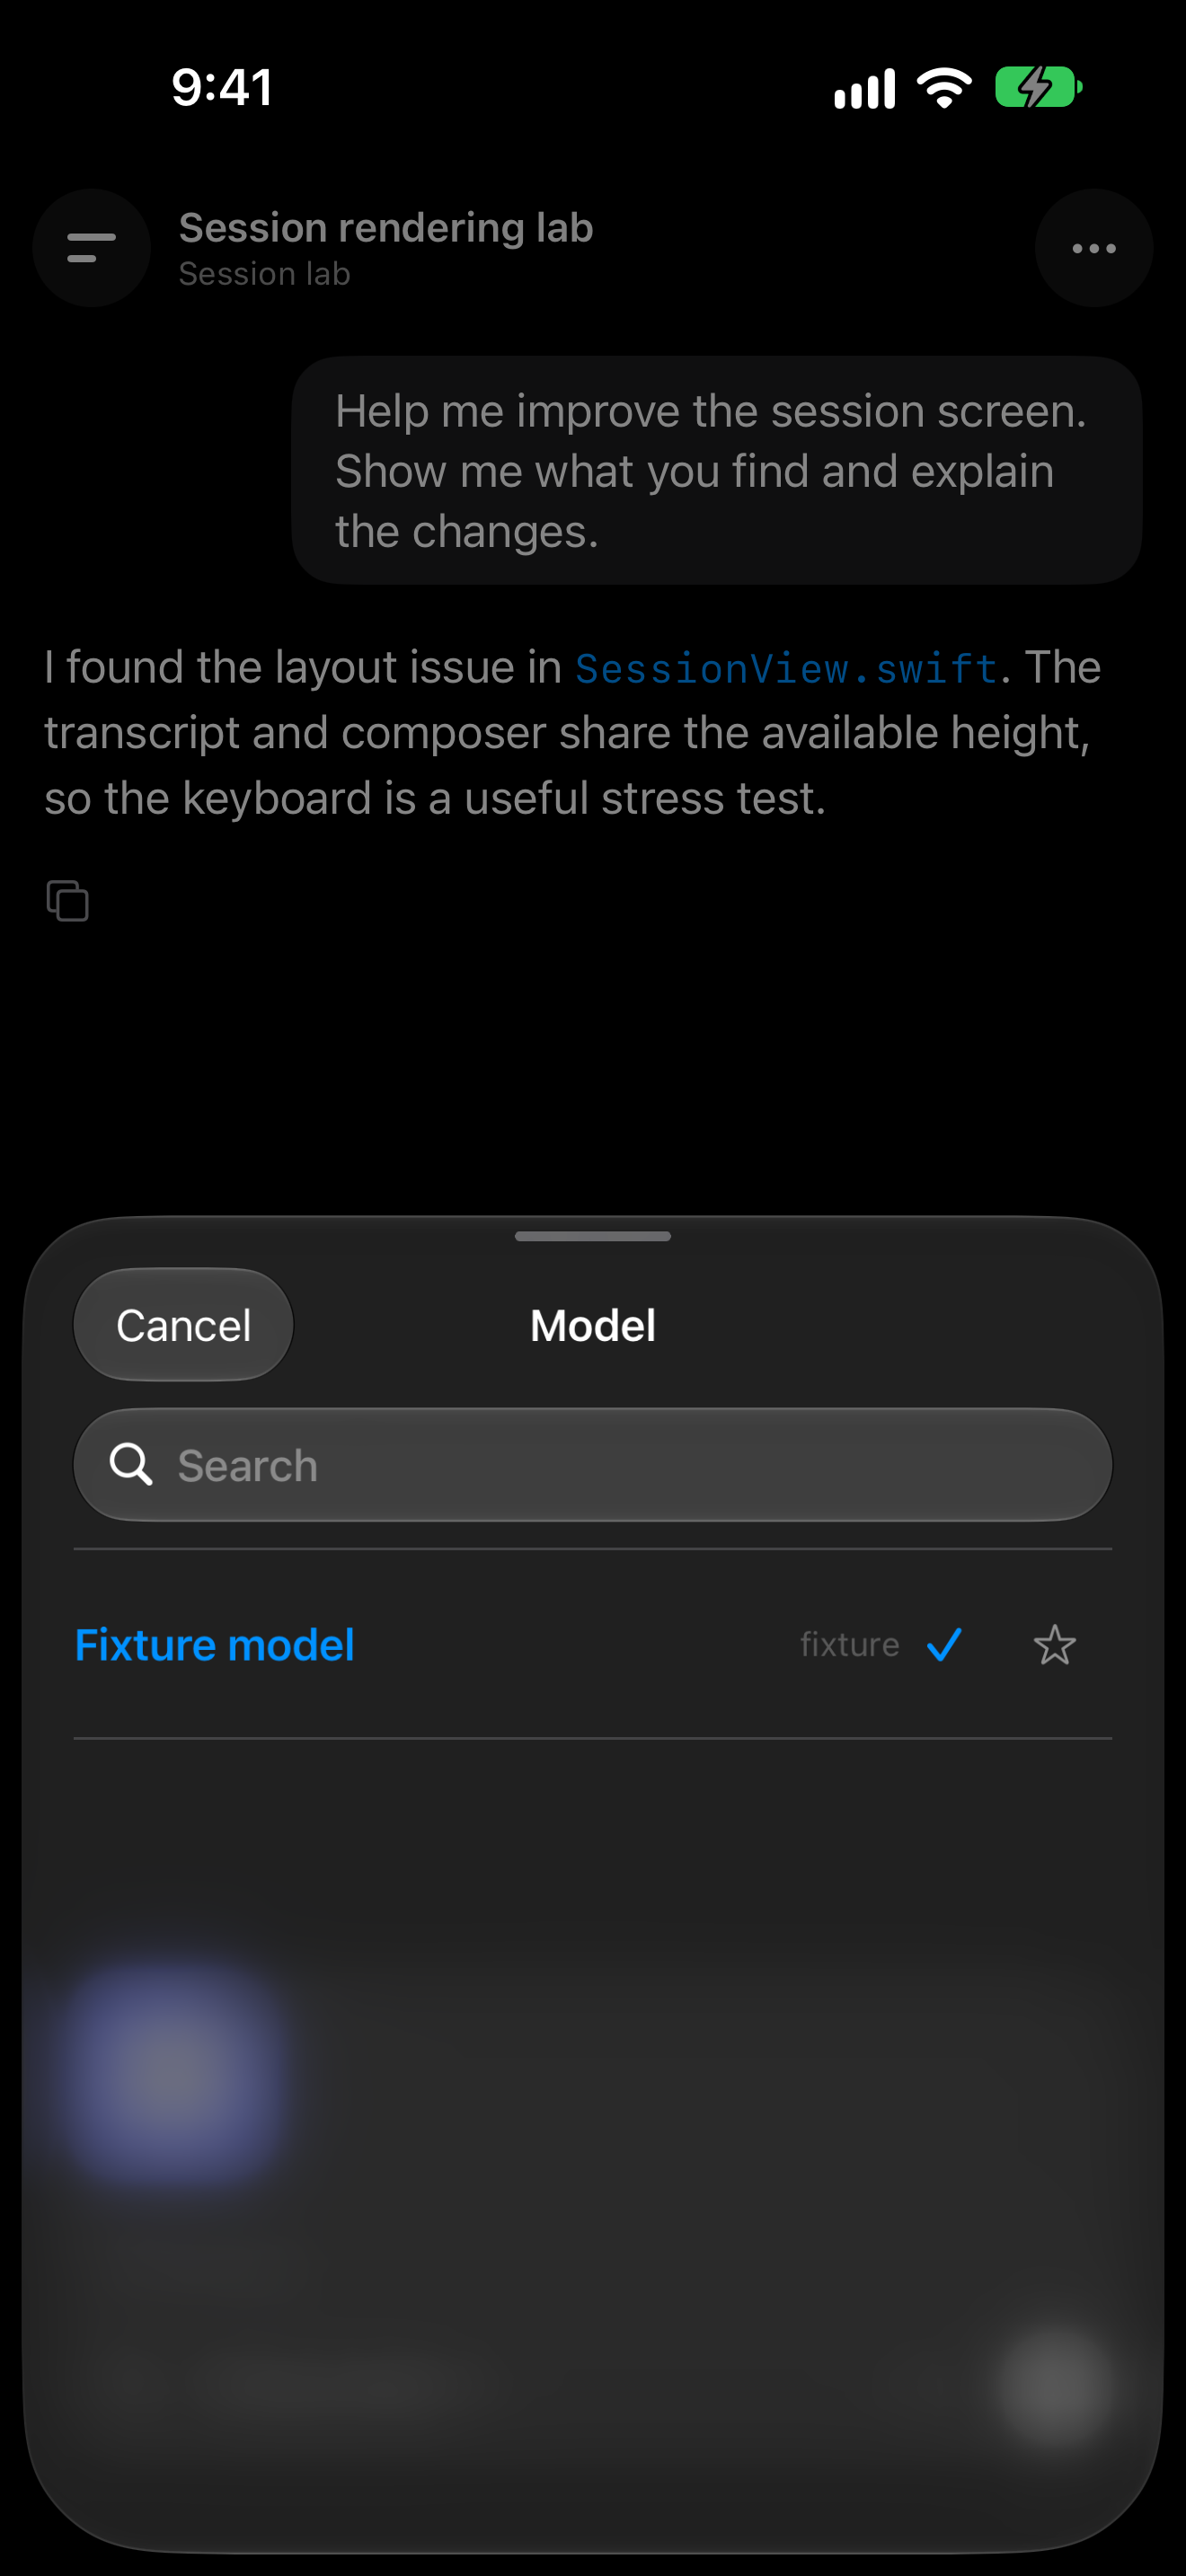 9:41
Session rendering lab
Session lab
Help me improve the session screen.
Show me what you find and explain
the changes.
I found the layout issue in SessionView.swift. The
transcript and composer share the available height,
so the keyboard is a useful stress test.
Cancel
Model
Search
Fixture model
fixture